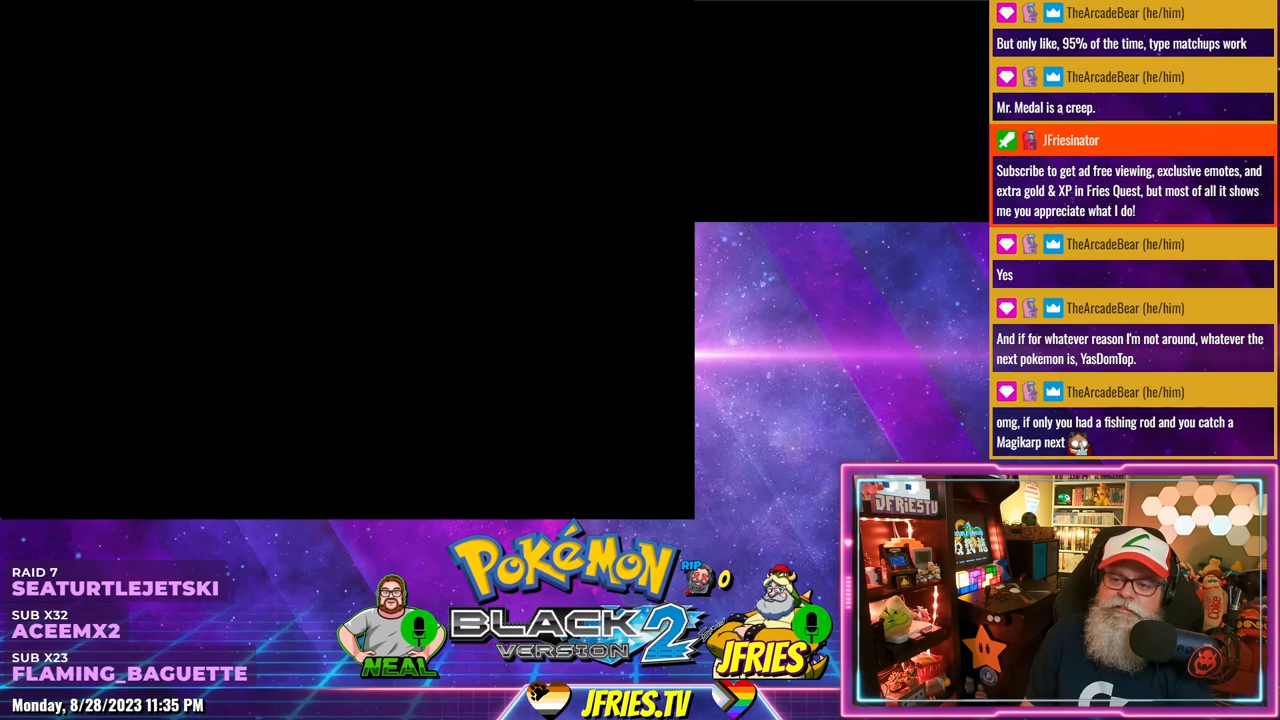 TheArcadeBear (he/him)
But only like, 95% of the time, type matchups work
TheArcadeBear (he/him)
Mr. Medal is a creep.
JFriesinator
Subscribe to get ad free viewing, exclusive emotes, and
extra gold & XP in Fries Quest, but most of all it shows
me you appreciate what I do!
TheArcadeBear (he/him)
Yes
TheArcadeBear (he/him)
And if for whatever reason I'm not around, whatever the
next pokemon is, YasDomTop.
TheArcadeBear (he/him)
omg, if only you had a fishing rod and you catch a
Magikarp next
JFRIESTV
RAID 7
SEATURTLEJETSKI
SUB X32
ACEEMX2
SUB X23
FLAMING_BAGUETTE
Monday, 8/28/2023 11:35 PM
NEAL
POKéMON
BLACK 2
VERSION
RIP
0
JFRIES
JFRIES.TV